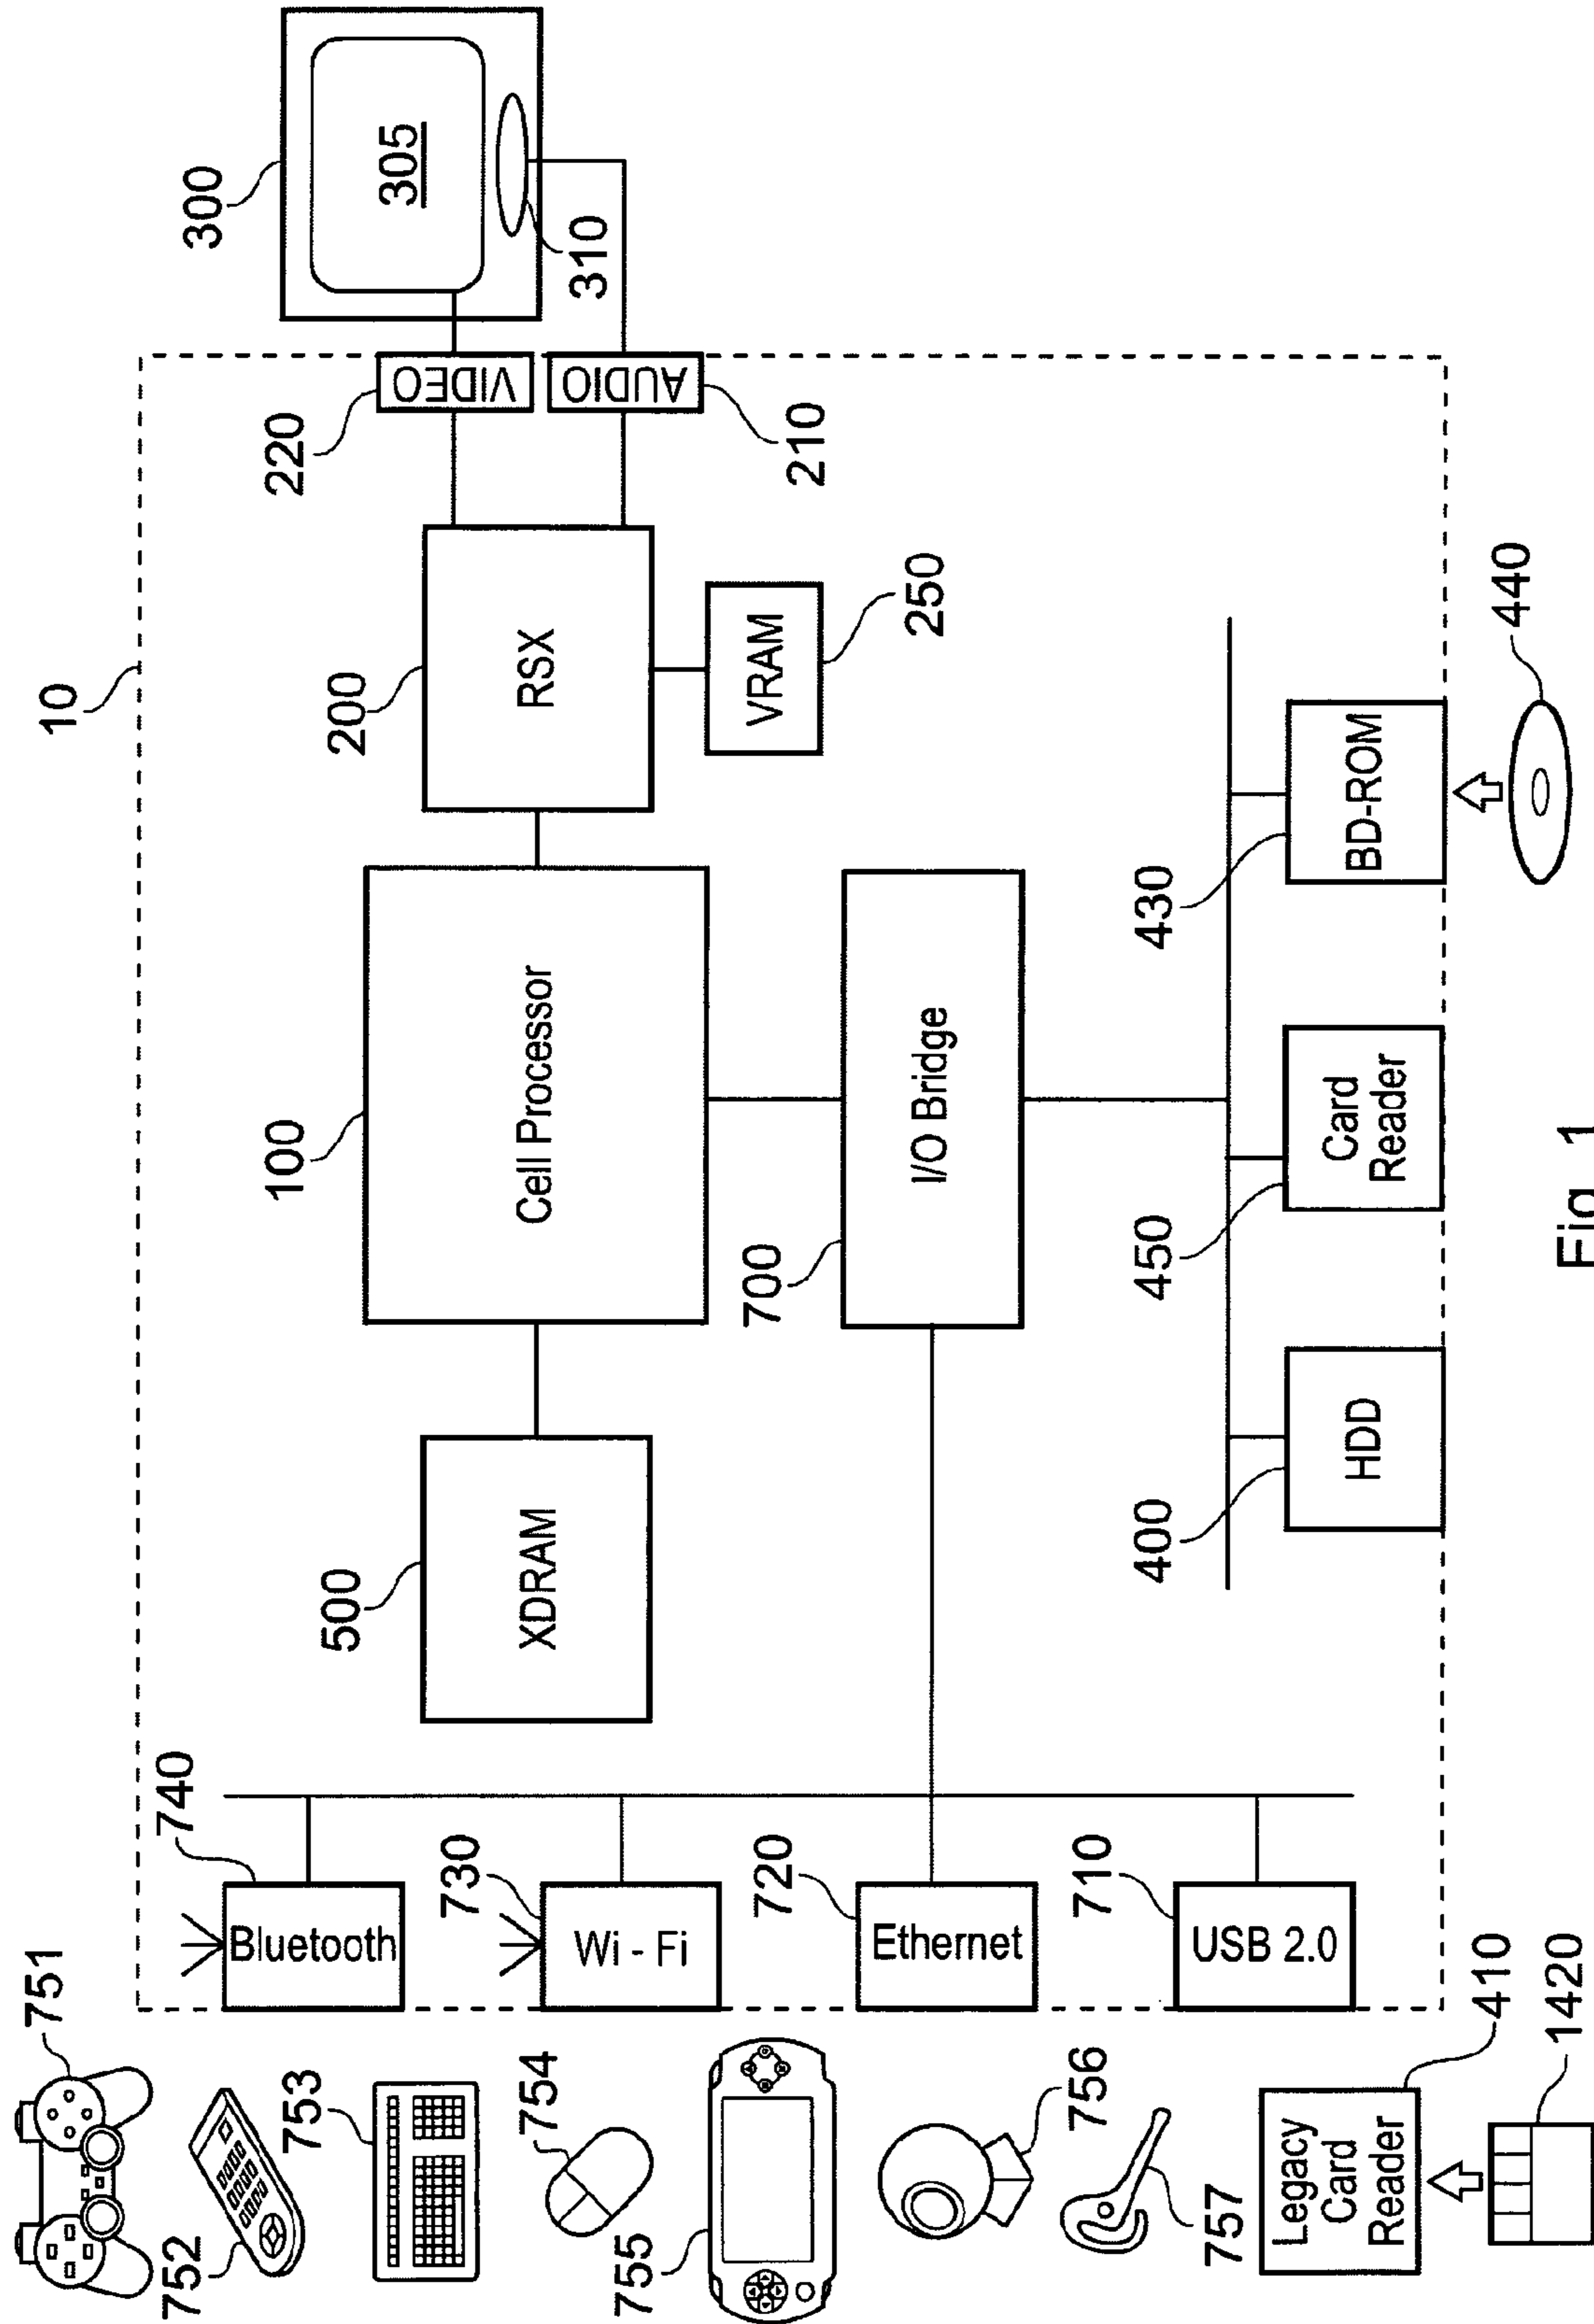 751
752
753
754
755
756
757
Legacy
Card
Reader
410
1420
10
740
Bluetooth
730
Wi - Fi
720
Ethernet
710
USB 2.0
500
XDRAM
100
Cell Processor
200
RSX
250
VRAM
220
VIDEO
210
AUDIO
300
305
310
700
I/O Bridge
400
HDD
450
Card
Reader
430
BD-ROM
440
Fig. 1